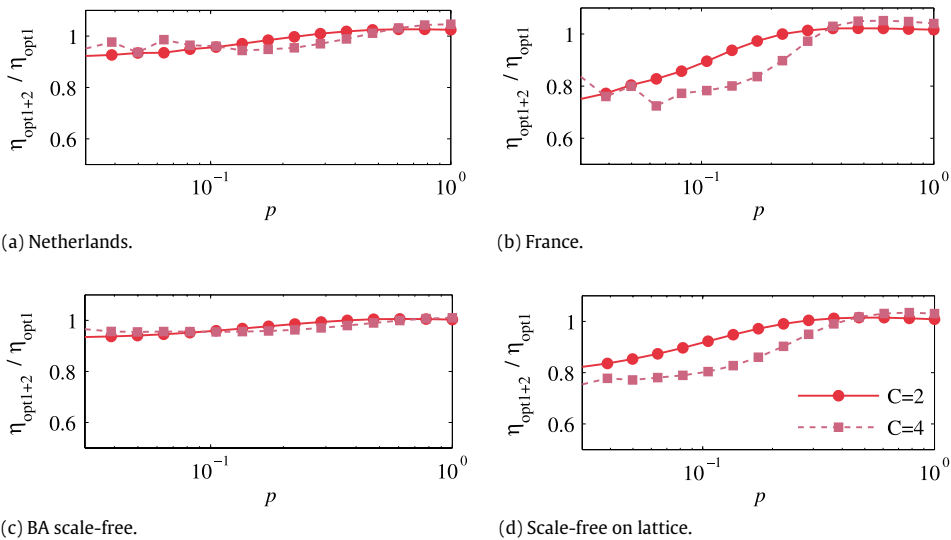 1
0.8
0.6
η_opt1+2 / η_opt1
10^-1
10^0
p
(a) Netherlands.
1
0.8
0.6
η_opt1+2 / η_opt1
10^-1
10^0
p
(b) France.
1
0.8
0.6
η_opt1+2 / η_opt1
10^-1
10^0
p
(c) BA scale-free.
1
0.8
0.6
η_opt1+2 / η_opt1
C=2
C=4
10^-1
10^0
p
(d) Scale-free on lattice.